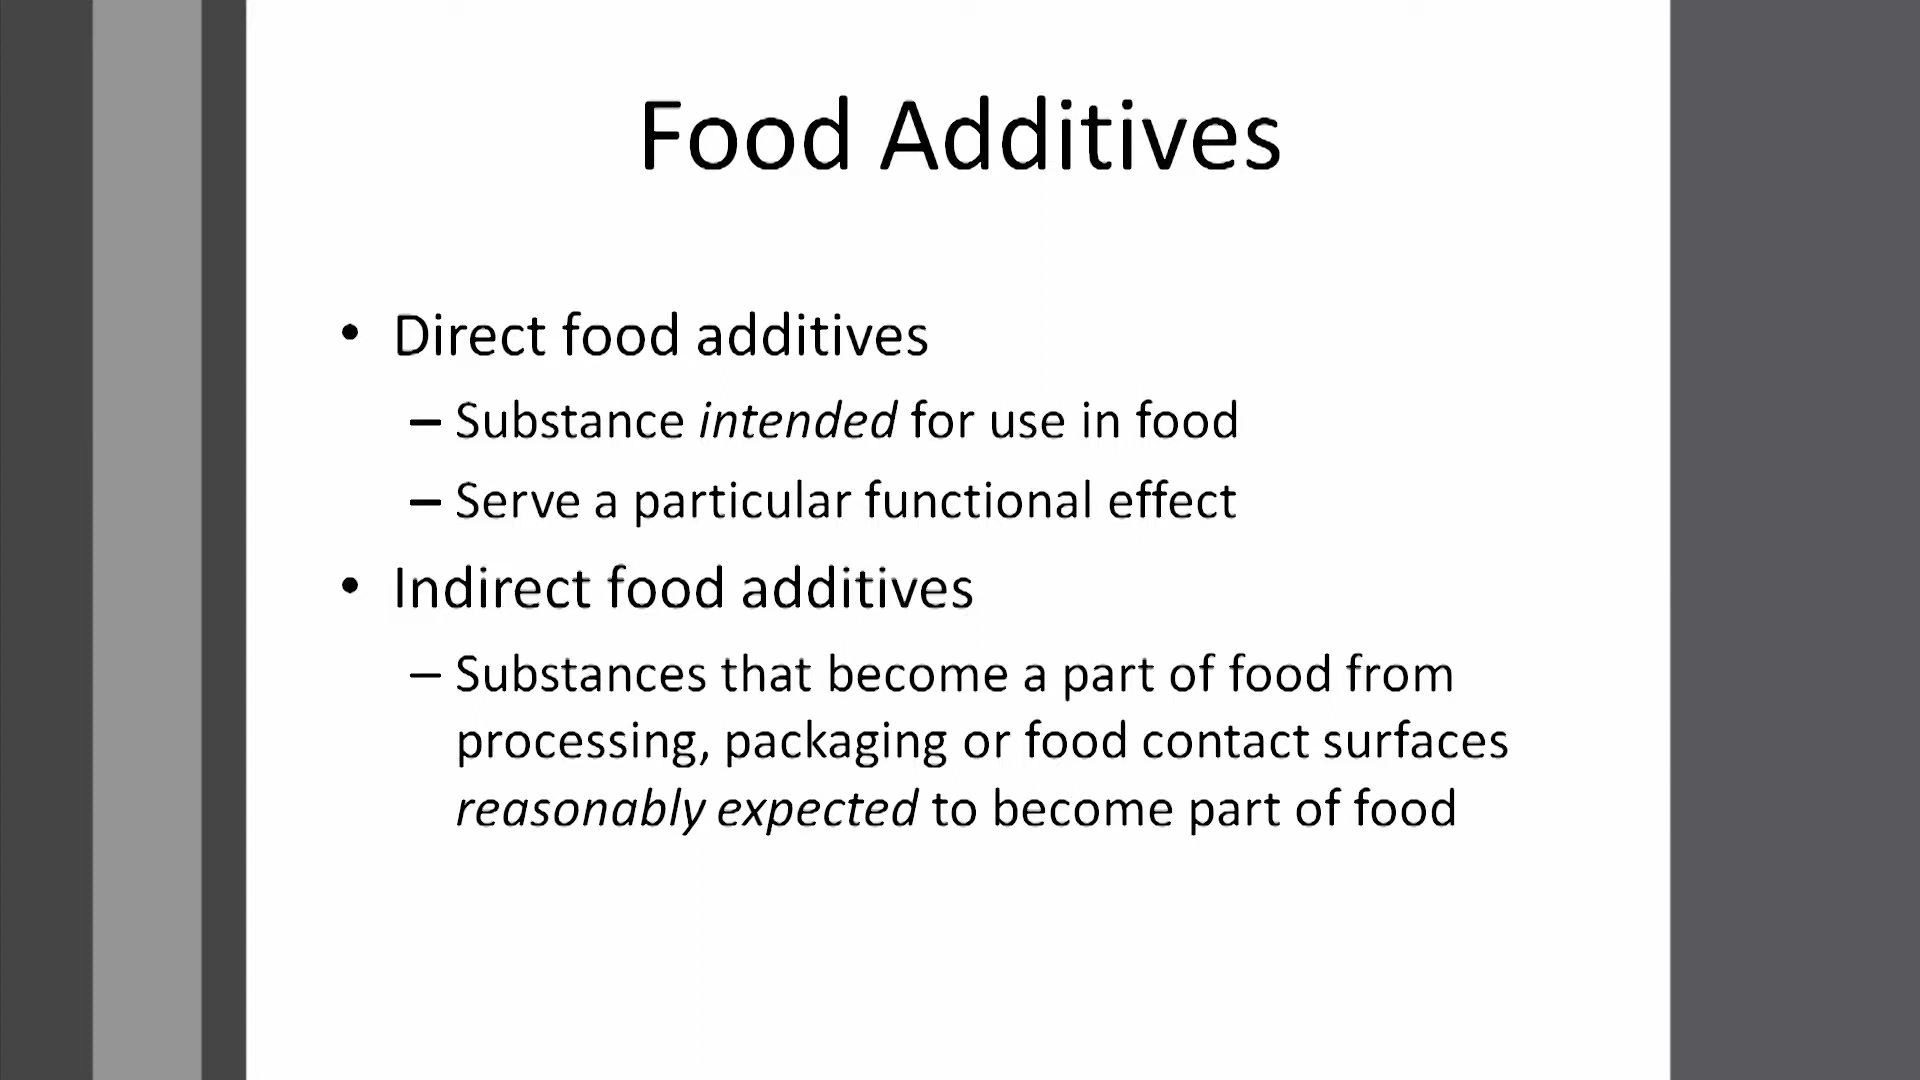 Food Additives
• Direct food additives
– Substance intended for use in food
– Serve a particular functional effect
• Indirect food additives
– Substances that become a part of food from
processing, packaging or food contact surfaces
reasonably expected to become part of food